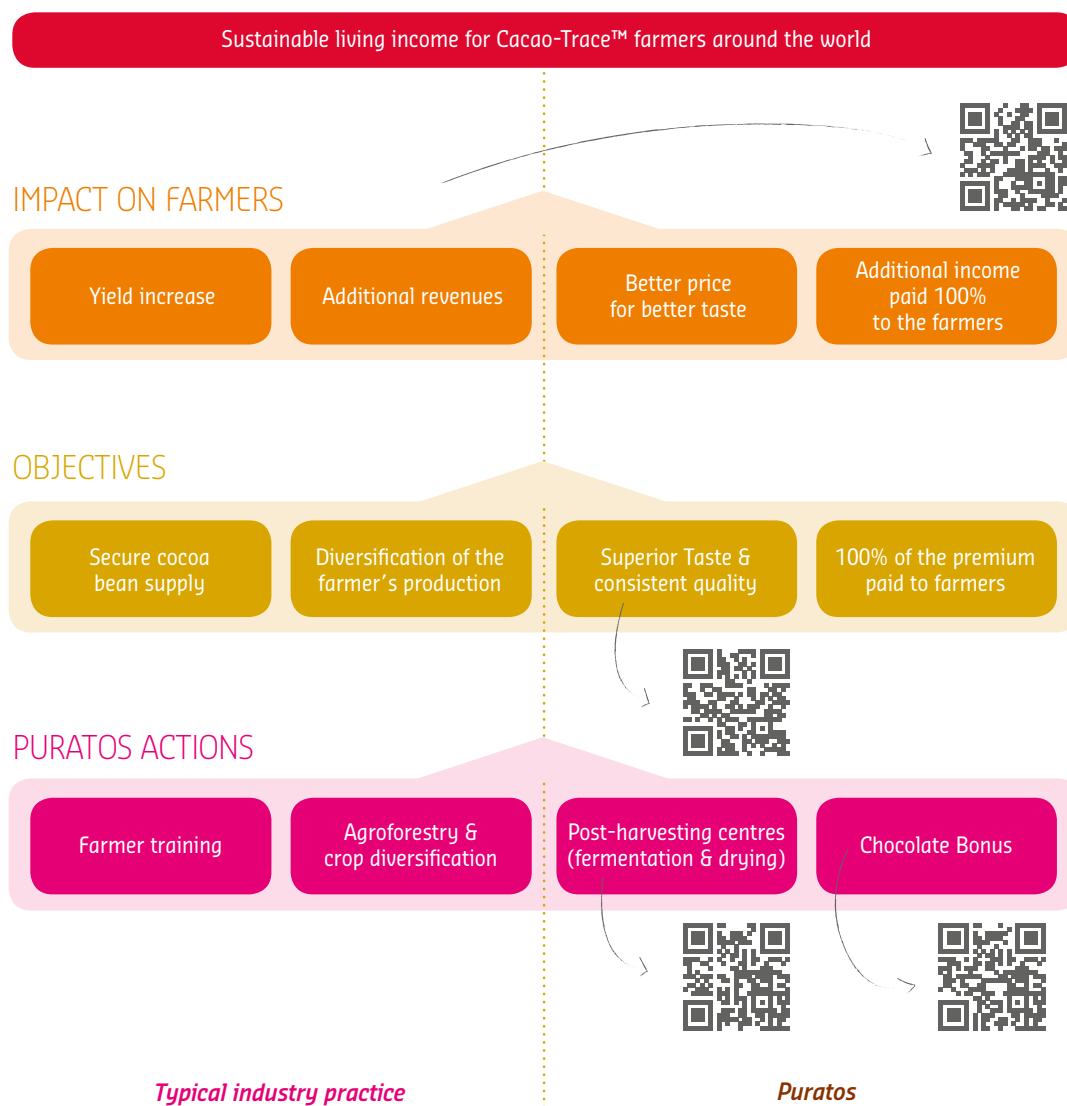 Sustainable living income for Cacao-Trace™ farmers around the world
IMPACT ON FARMERS
Yield increase
Additional revenues
Better price
for better taste
Additional income
paid 100%
to the farmers
OBJECTIVES
Secure cocoa
bean supply
Diversification of the
farmer's production
Superior Taste &
consistent quality
100% of the premium
paid to farmers
PURATOS ACTIONS
Farmer training
Agroforestry &
crop diversification
Post-harvesting centres
(fermentation & drying)
Chocolate Bonus
Typical industry practice
Puratos